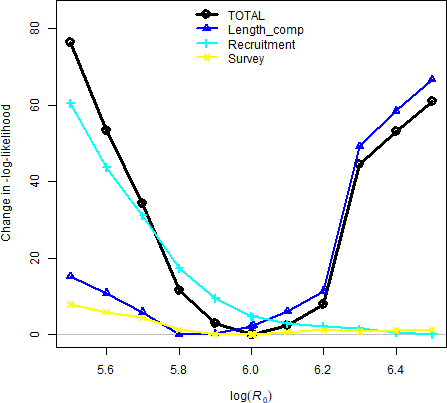 TOTAL
Length_comp
Recruitment
Survey
Change in -log-likelihood
80
60
40
20
0
5.6 5.8 6.0 6.2 6.4
log(R₀)